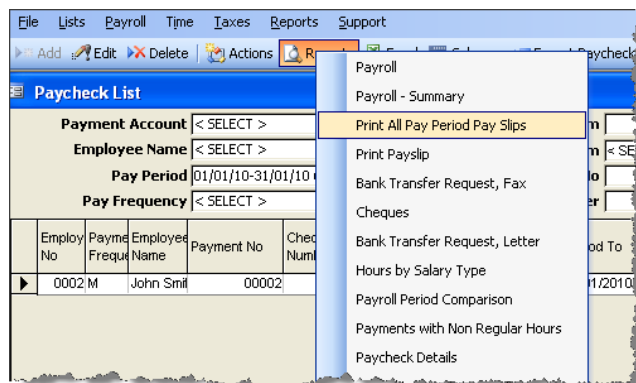 File Lists Payroll Time Taxes Reports Support
Add Edit Delete Actions Paycheck
Paycheck List
Payment Account < SELECT >
Employee Name < SELECT >
Pay Period 01/01/10-31/01/10
Pay Frequency < SELECT >
Employ No Payme Freque Employee Name Payment No
0002 M John Smit 00002
Payroll
Payroll - Summary
Print All Pay Period Pay Slips
Print Payslip
Bank Transfer Request, Fax
Cheques
Bank Transfer Request, Letter
Hours by Salary Type
Payroll Period Comparison
Payments with Non Regular Hours
Paycheck Details